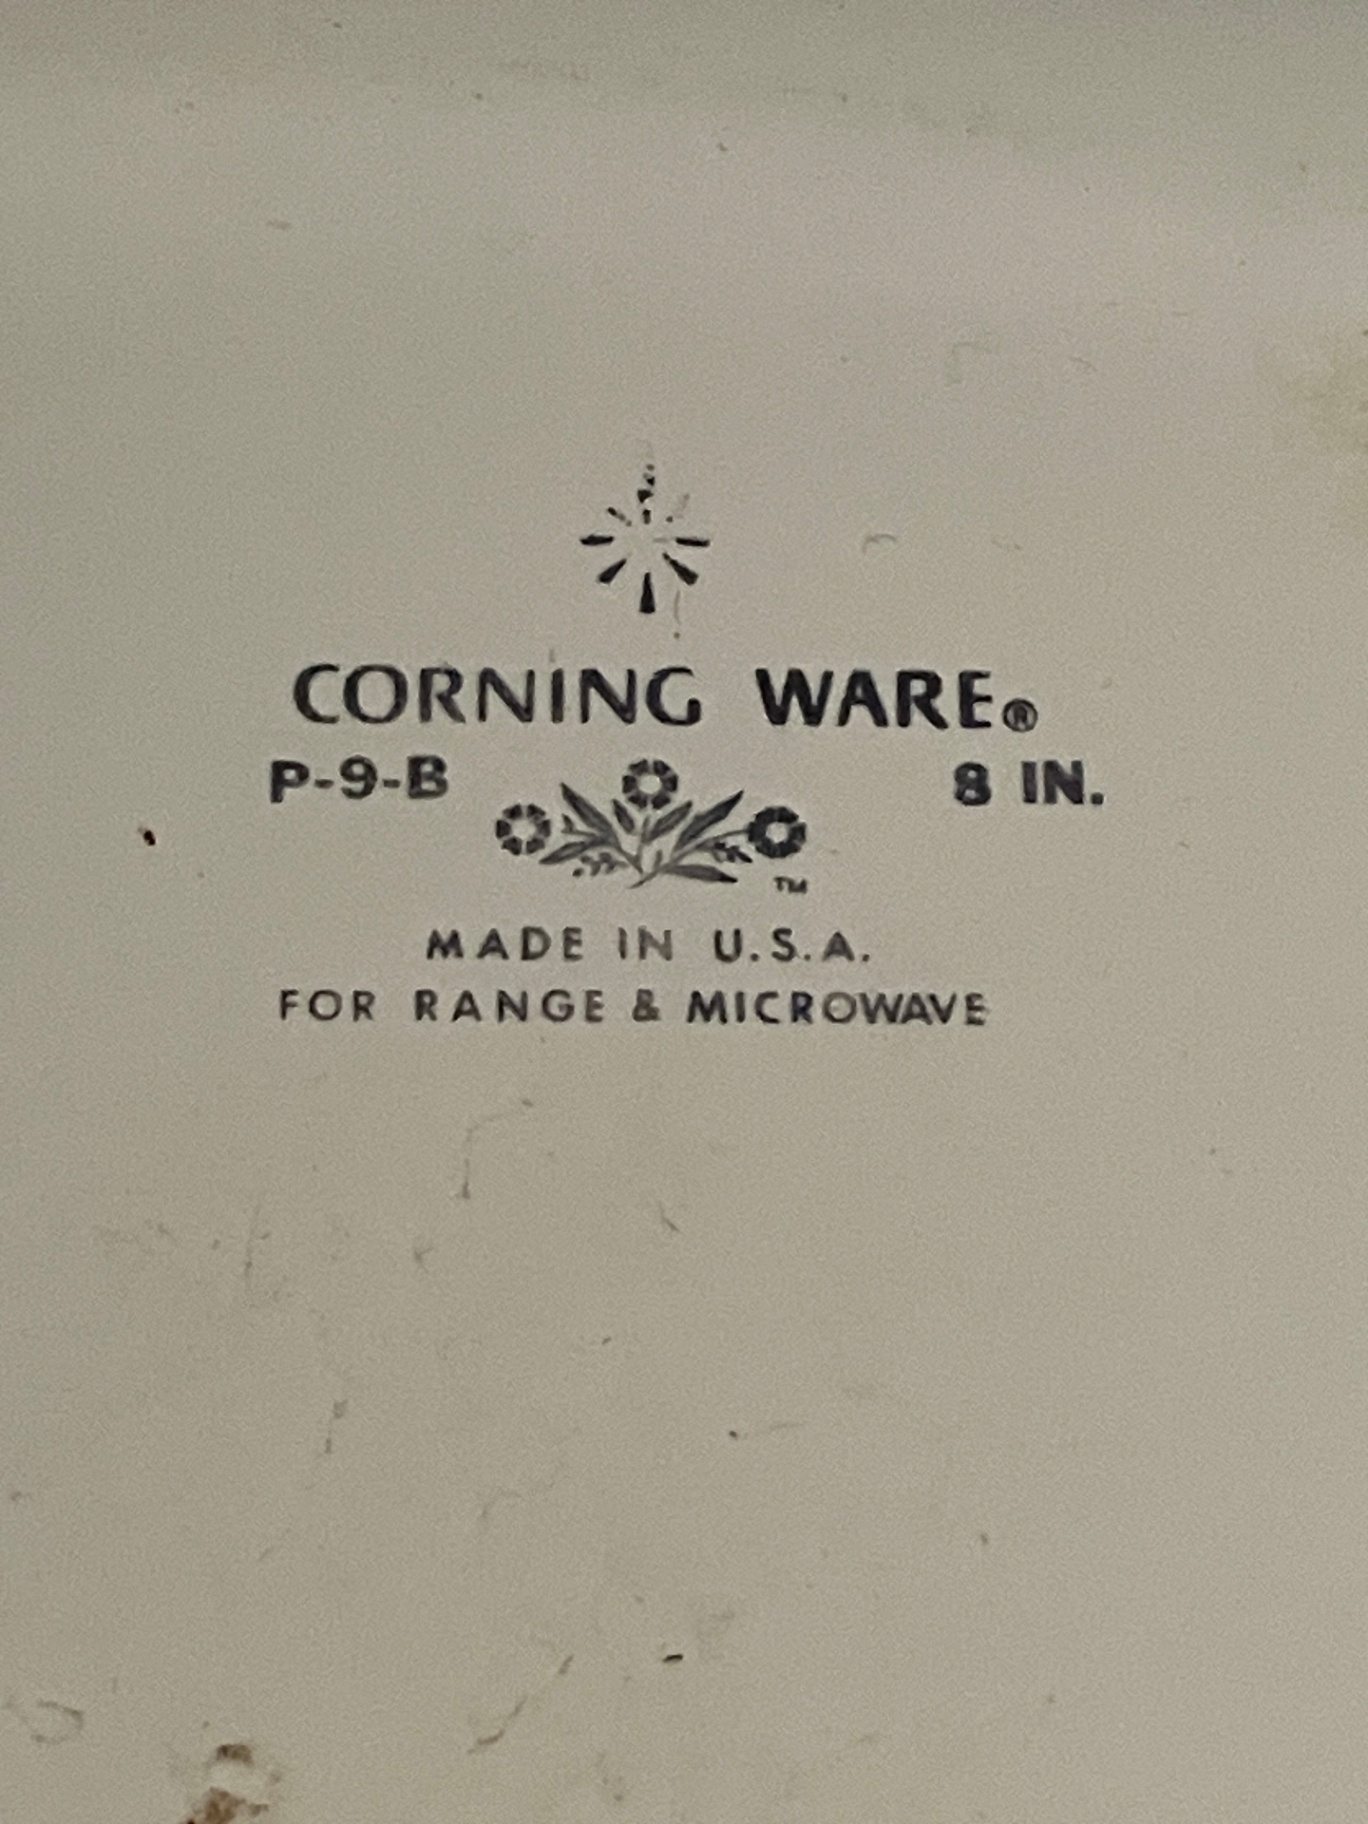 CORNING WARE®
P-9-B 8 IN.
TM
MADE IN U.S.A.
FOR RANGE & MICROWAVE